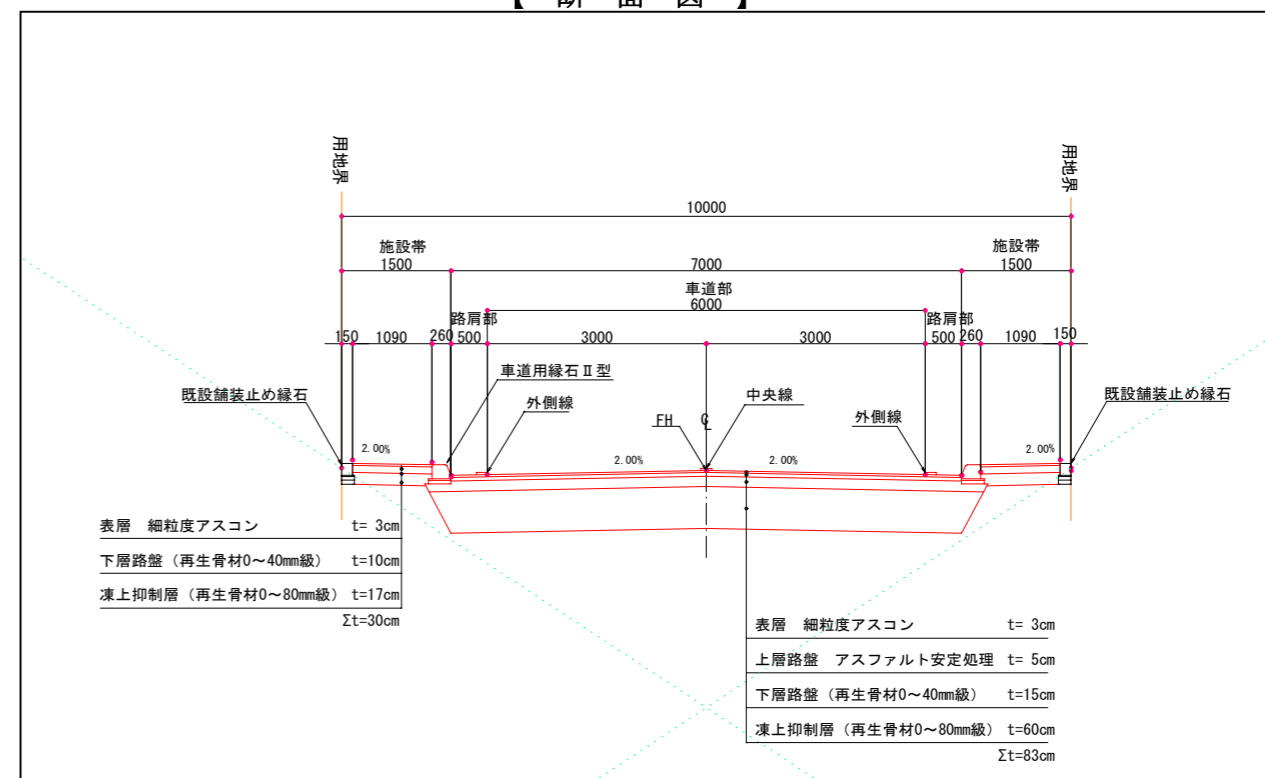 【 断 面 図 】
用地界
用地界
10000
施設帯
施設帯
1500
7000
1500
車道部
6000
路肩部
路肩部
150
1090
260
500
3000
3000
500
260
1090
150
車道用縁石Ⅱ型
既設舗装止め縁石
外側線
FH
CL
中央線
外側線
既設舗装止め縁石
2.00%
2.00%
2.00%
2.00%
表層 細粒度アスコン t= 3cm
下層路盤（再生骨材0～40mm級） t=10cm
凍上抑制層（再生骨材0～80mm級） t=17cm
Σt=30cm
表層 細粒度アスコン t= 3cm
上層路盤 アスファルト安定処理 t= 5cm
下層路盤（再生骨材0～40mm級） t=15cm
凍上抑制層（再生骨材0～80mm級） t=60cm
Σt=83cm